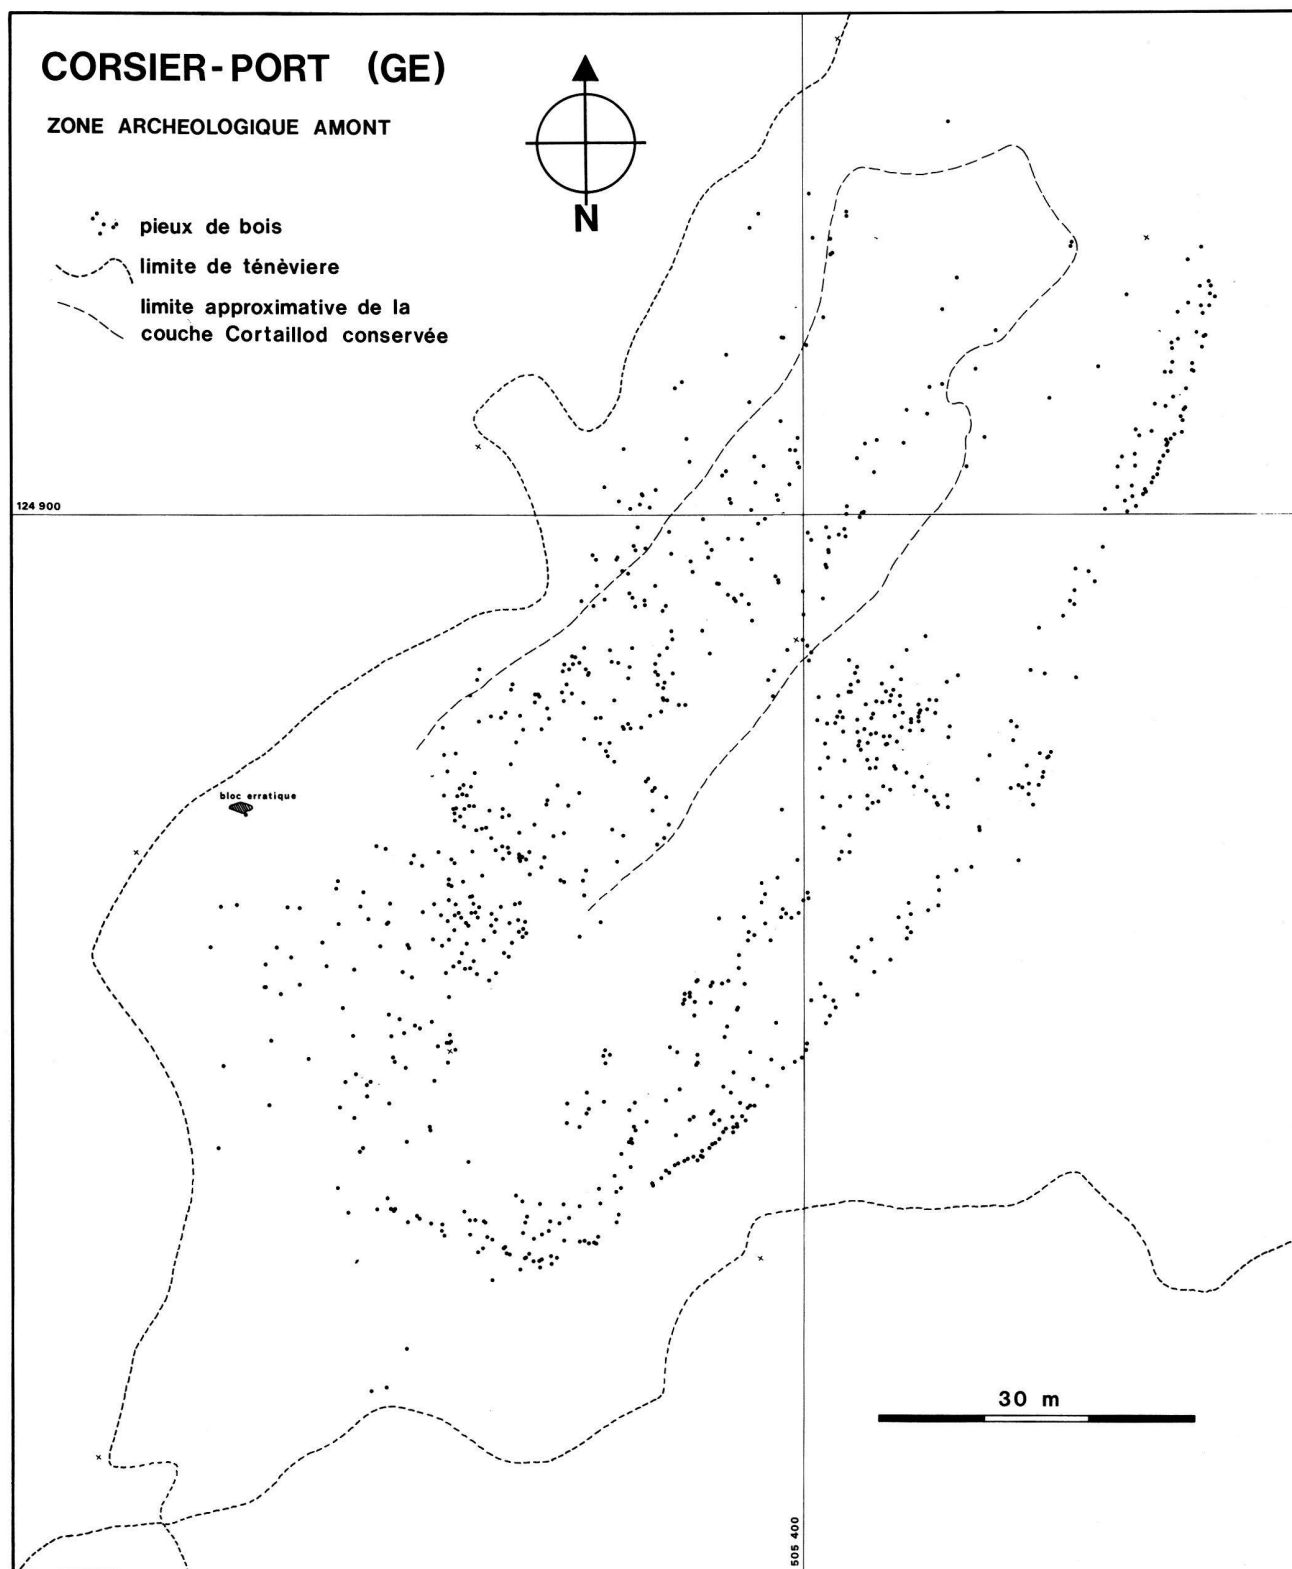 CORSIER-PORT (GE)
ZONE ARCHEOLOGIQUE AMONT
N
pieux de bois
limite de ténèviere
limite approximative de la
couche Cortaillod conservée
124 900
bloc erratique
30 m
505 400